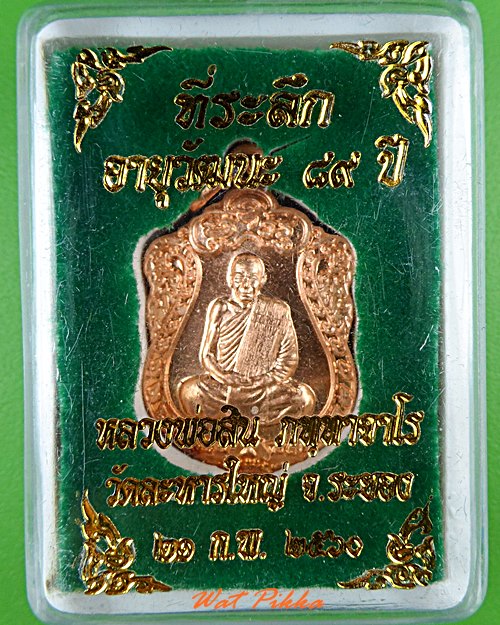 ที่ระลึก
อายุวัฒนะ ๘๙ ปี
หลวงพ่อสิน ภทฺทาจาโร
วัดละหารใหญ่ จ.ระยอง
๒๑ ก.พ. ๒๕๖๑
Wat Pikka